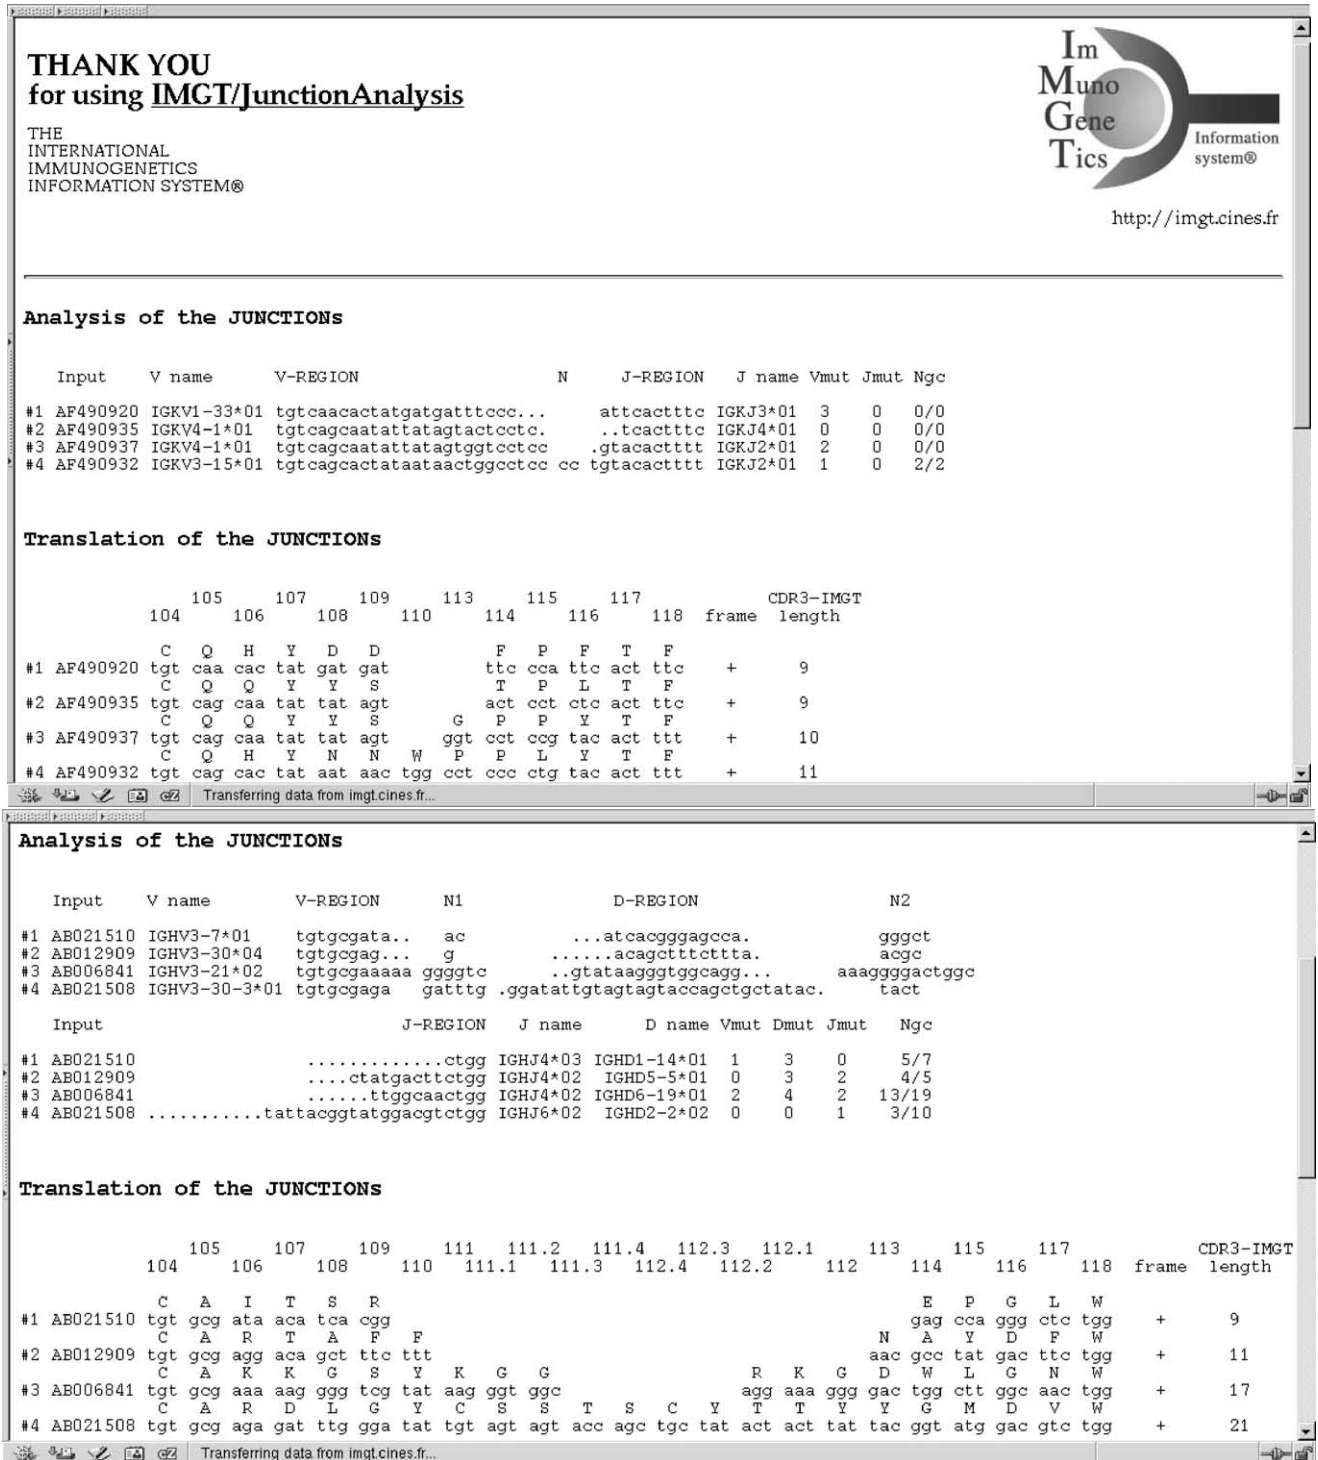 THANK YOU
for using IMGT/JunctionAnalysis
THE
INTERNATIONAL
IMMUNOGENETICS
INFORMATION SYSTEM®
Im
Muno
Gene
Tics
Information
system®
http://imgt.cines.fr
Analysis of the JUNCTIONs
Input V name V-REGION N J-REGION J name Vmut Jmut Ngc
#1 AF490920 IGKV1-33*01 tgtcaacactatgatgatttccc... attcactttc IGKJ3*01 3 0 0/0
#2 AF490935 IGKV4-1*01 tgtcagcaatattatagtactcctc. ..tcactttc IGKJ4*01 0 0 0/0
#3 AF490937 IGKV4-1*01 tgtcagcaatattatagtggtcctcc .gtacactttt IGKJ2*01 2 0 0/0
#4 AF490932 IGKV3-15*01 tgtcagcactataataactggcctcc cc tgtacactttt IGKJ2*01 1 0 2/2
Translation of the JUNCTIONs
105 107 109 113 115 117 CDR3-IMGT
104 106 108 110 114 116 118 frame length
C Q H Y D D F P F T F
#1 AF490920 tgt caa cac tat gat gat ttc cca ttc act ttc + 9
C Q Q Y Y S T P L T F
#2 AF490935 tgt cag caa tat tat agt act cct ctc act ttc + 9
C Q Q Y Y S G P P Y T F
#3 AF490937 tgt cag caa tat tat agt ggt cct ccg tac act ttt + 10
C Q H Y N N W P P L Y T F
#4 AF490932 tgt cag cac tat aat aac tgg cct ccc ctg tac act ttt + 11
Transferring data from imgt.cines.fr...
Analysis of the JUNCTIONs
Input V name V-REGION N1 D-REGION N2
#1 AB021510 IGHV3-7*01 tgtgcgata.. ac ...atcacgggagcca. gggct
#2 AB012909 IGHV3-30*04 tgtgcgag... g ......acagctttcttta. acgc
#3 AB006841 IGHV3-21*02 tgtgcgaaaaa ggggtc ..gtataagggtggcagg... aaaggggactggc
#4 AB021508 IGHV3-30-3*01 tgtgcgaga gatttg .ggatattgtagtagtaccagctgctatac. tact
Input J-REGION J name D name Vmut Dmut Jmut Ngc
#1 AB021510 .............ctgg IGHJ4*03 IGHD1-14*01 1 3 0 5/7
#2 AB012909 ....ctatgacttctgg IGHJ4*02 IGHD5-5*01 0 3 2 4/5
#3 AB006841 ......ttggcaactgg IGHJ4*02 IGHD6-19*01 2 4 2 13/19
#4 AB021508 ...........tattacggtatggacgtctgg IGHJ6*02 IGHD2-2*02 0 0 1 3/10
Translation of the JUNCTIONs
105 107 109 111 111.2 111.4 112.3 112.1 113 115 117 CDR3-IMGT
104 106 108 110 111.1 111.3 112.4 112.2 112 114 116 118 frame length
C A I T S R E P G L W
#1 AB021510 tgt gcg ata aca tca cgg gag cca ggg ctc tgg + 9
C A R T A F F N A Y D F W
#2 AB012909 tgt gcg agg aca gct ttc ttt aac gcc tat gac ttc tgg + 11
C A K K G S Y K G G R K G D W L G N W
#3 AB006841 tgt gcg aaa aag ggg tcg tat aag ggt ggc agg aaa ggg gac tgg ctt ggc aac tgg + 17
C A R D L G Y C S S T S C Y T T Y Y G M D V W
#4 AB021508 tgt gcg aga gat ttg gga tat tgt agt agt acc agc tgc tat act act tat tac ggt atg gac gtc tgg + 21
Transferring data from imgt.cines.fr...